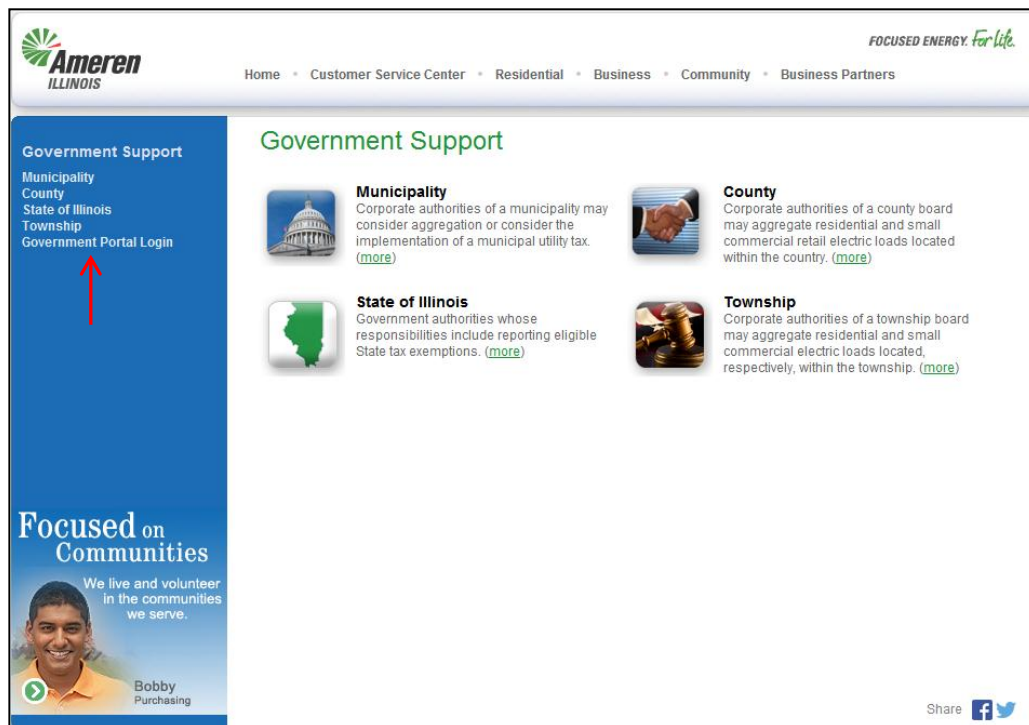 Ameren
ILLINOIS
FOCUSED ENERGY. For life.
Home • Customer Service Center • Residential • Business • Community • Business Partners
Government Support
Municipality
County
State of Illinois
Township
Government Portal Login
Government Support
Municipality
Corporate authorities of a municipality may
consider aggregation or consider the
implementation of a municipal utility tax.
(more)
County
Corporate authorities of a county board
may aggregate residential and small
commercial retail electric loads located
within the country. (more)
State of Illinois
Government authorities whose
responsibilities include reporting eligible
State tax exemptions. (more)
Township
Corporate authorities of a township board
may aggregate residential and small
commercial electric loads located,
respectively, within the township. (more)
Focused on
Communities
We live and volunteer
in the communities
we serve.
Bobby
Purchasing
Share